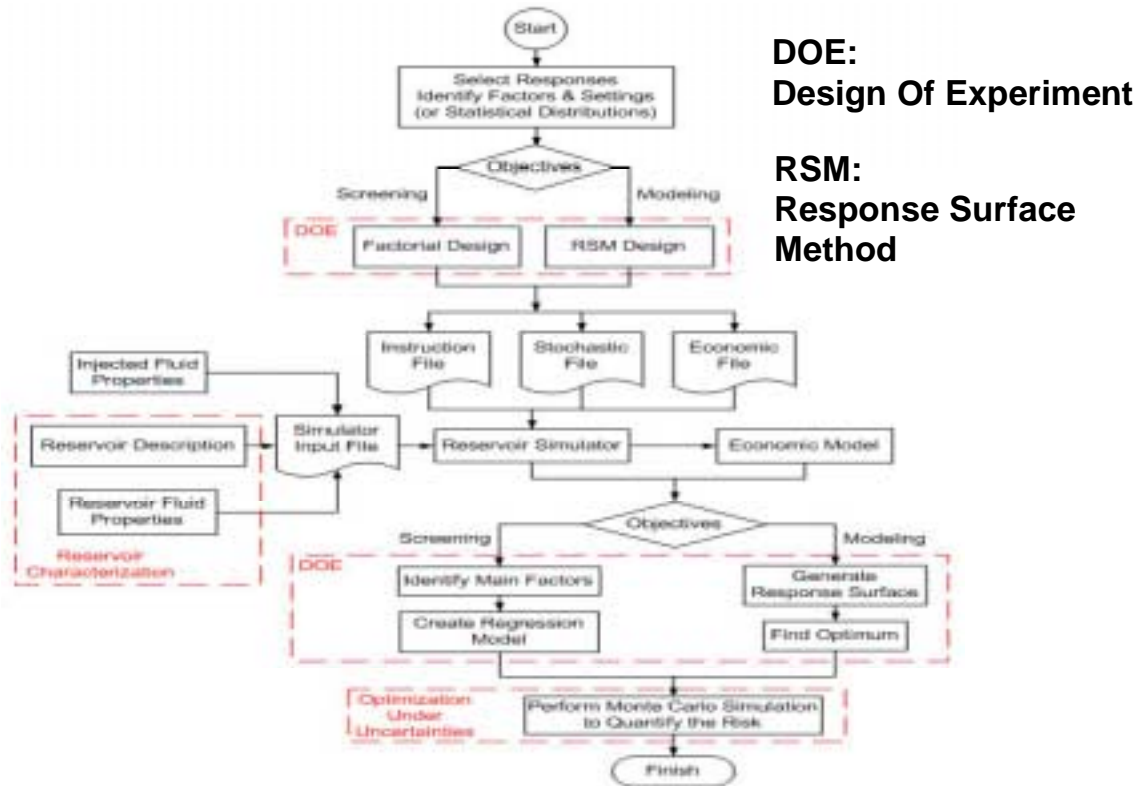 Start
DOE:
Design Of Experiment
Select Responses
Identify Factors & Settings
(or Statistical Distributions)
RSM:
Response Surface
Method
Objectives
Screening
Modeling
DOE
Factorial Design
RSM Design
Instruction
File
Stochastic
File
Economic
File
Injected Fluid
Properties
Reservoir Description
Simulator
Input File
Reservoir Simulator
Economic Model
Reservoir Fluid
Properties
Reservoir
Characterization
Objectives
Screening
Modeling
DOE
Identify Main Factors
Generate
Response Surface
Create Regression
Model
Find Optimum
Optimization
Under
Uncertainties
Perform Monte Carlo Simulation
to Quantify the Risk
Finish